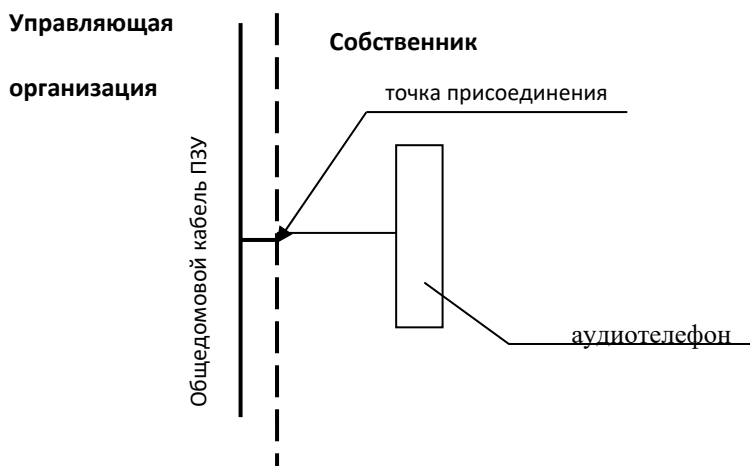 Управляющая
организация
Собственник
точка присоединения
Общедомовой кабель ПЗУ
аудиотелефон